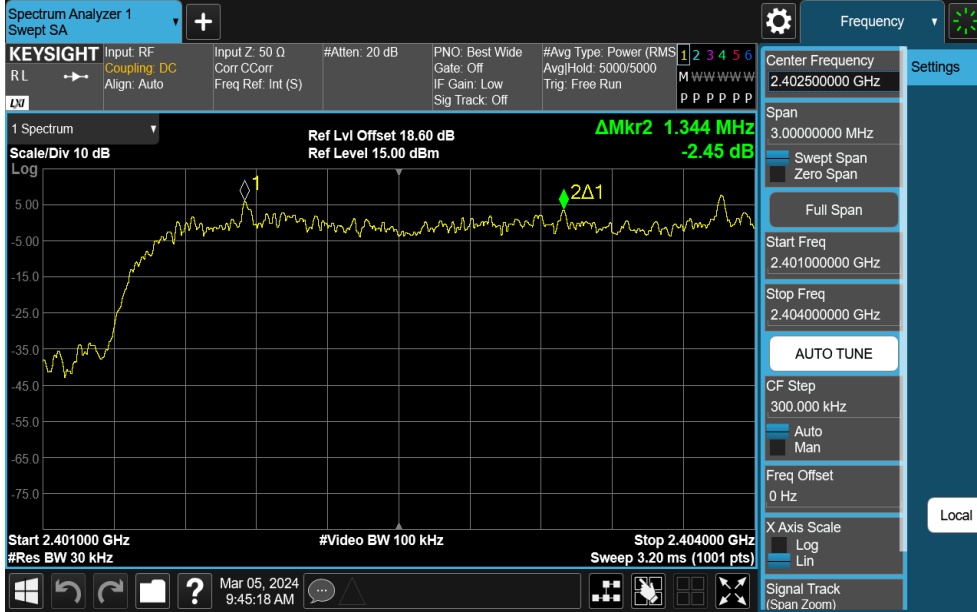 Spectrum Analyzer 1
Swept SA
+
Frequency
KEYSIGHT
R L
LXI
Input: RF
Coupling: DC
Align: Auto
Input Z: 50 Ω
Corr CCorr
Freq Ref: Int (S)
#Atten: 20 dB
PNO: Best Wide
Gate: Off
IF Gain: Low
Sig Track: Off
#Avg Type: Power (RMS
Avg|Hold: 5000/5000
Trig: Free Run
1 2 3 4 5 6
M W W W W W
P P P P P P
1 Spectrum
Scale/Div 10 dB
Log
Ref Lvl Offset 18.60 dB
Ref Level 15.00 dBm
ΔMkr2 1.344 MHz
-2.45 dB
1
2Δ1
5.00
-5.00
-15.0
-25.0
-35.0
-45.0
-55.0
-65.0
-75.0
Start 2.401000 GHz
#Res BW 30 kHz
#Video BW 100 kHz
Stop 2.404000 GHz
Sweep 3.20 ms (1001 pts)
?
Mar 05, 2024
9:45:18 AM
Center Frequency
2.402500000 GHz
Span
3.00000000 MHz
Swept Span
Zero Span
Full Span
Start Freq
2.401000000 GHz
Stop Freq
2.404000000 GHz
AUTO TUNE
CF Step
300.000 kHz
Auto
Man
Freq Offset
0 Hz
X Axis Scale
Log
Lin
Signal Track
(Span Zoom)
Settings
Local